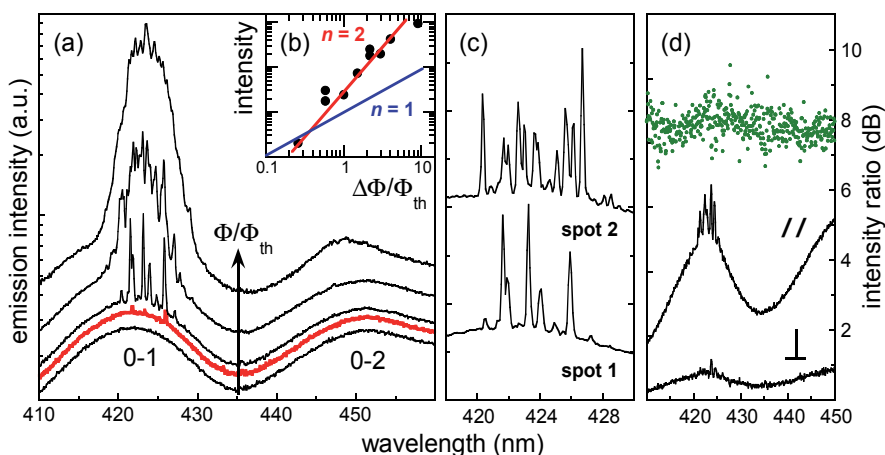 (a)
(b)
(c)
(d)
emission intensity (a.u.)
intensity
n = 2
n = 1
0.1
1
10
ΔΦ/Φth
Φ/Φth
0-1
0-2
410
420
430
440
450
spot 2
spot 1
420
424
428
//
⊥
410
420
435
440
450
10
8
6
4
2
intensity ratio (dB)
wavelength (nm)